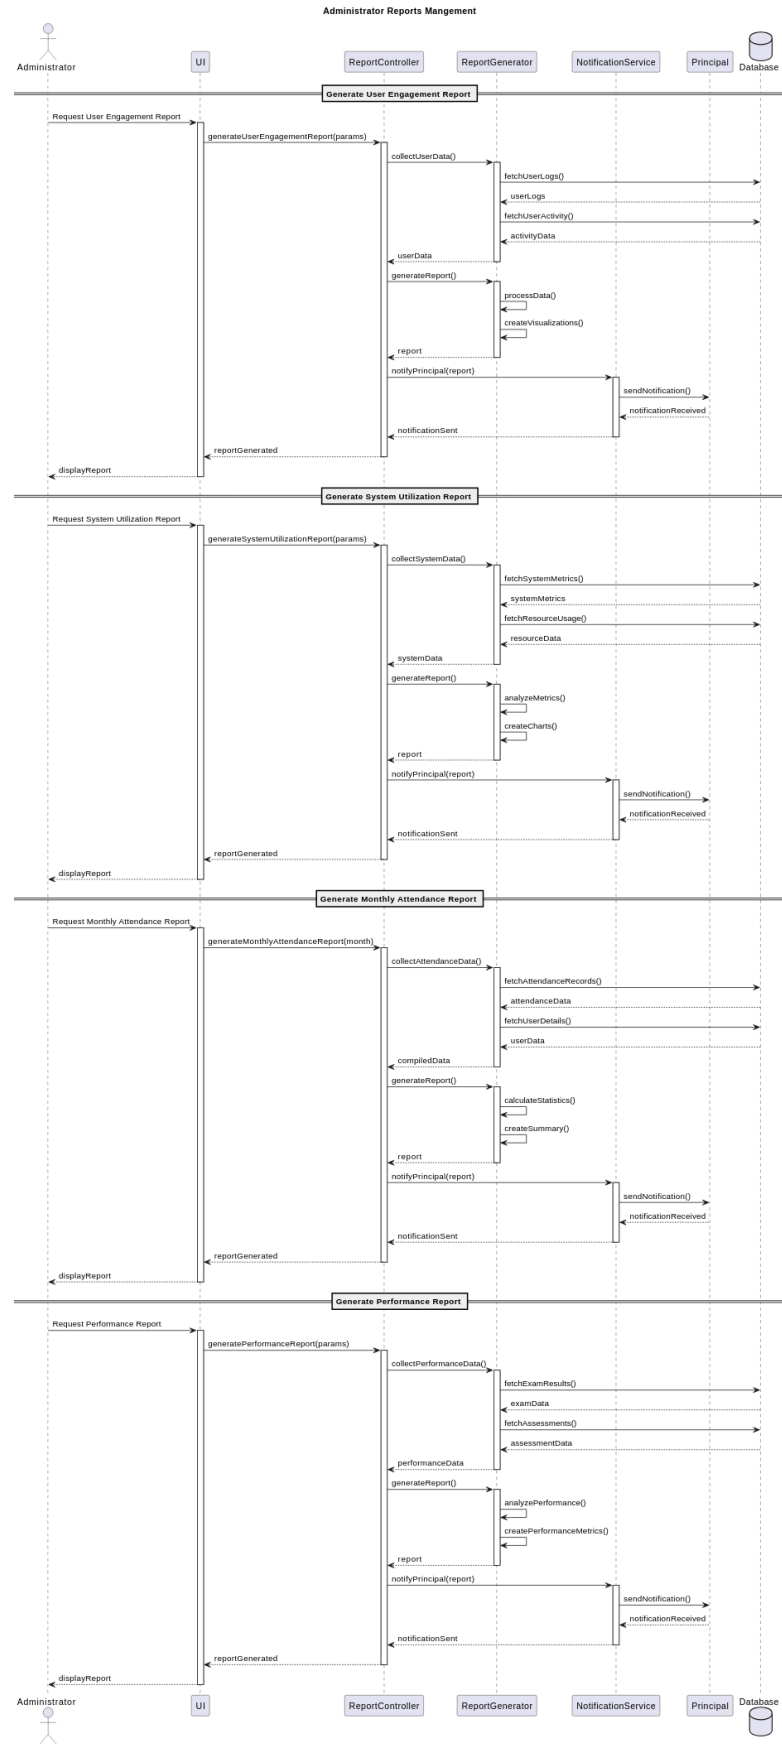 Administrator Reports Mangement
Administrator
UI
ReportController
ReportGenerator
NotificationService
Principal
Database
Generate User Engagement Report
Request User Engagement Report
generateUserEngagementReport(params)
collectUserData()
fetchUserLogs()
userLogs
fetchUserActivity()
activityData
userData
generateReport()
processData()
createVisualizations()
report
notifyPrincipal(report)
sendNotification()
notificationReceived
notificationSent
reportGenerated
displayReport
Generate System Utilization Report
Request System Utilization Report
generateSystemUtilizationReport(params)
collectSystemData()
fetchSystemMetrics()
systemMetrics
fetchResourceUsage()
resourceData
systemData
generateReport()
analyzeMetrics()
createCharts()
report
notifyPrincipal(report)
sendNotification()
notificationReceived
notificationSent
reportGenerated
displayReport
Generate Monthly Attendance Report
Request Monthly Attendance Report
generateMonthlyAttendanceReport(month)
collectAttendanceData()
fetchAttendanceRecords()
attendanceData
fetchUserDetails()
userData
compiledData
generateReport()
calculateStatistics()
createSummary()
report
notifyPrincipal(report)
sendNotification()
notificationReceived
notificationSent
reportGenerated
displayReport
Generate Performance Report
Request Performance Report
generatePerformanceReport(params)
collectPerformanceData()
fetchExamResults()
examData
fetchAssessments()
assessmentData
performanceData
generateReport()
analyzePerformance()
createPerformanceMetrics()
report
notifyPrincipal(report)
sendNotification()
notificationReceived
notificationSent
reportGenerated
displayReport
Administrator
UI
ReportController
ReportGenerator
NotificationService
Principal
Database